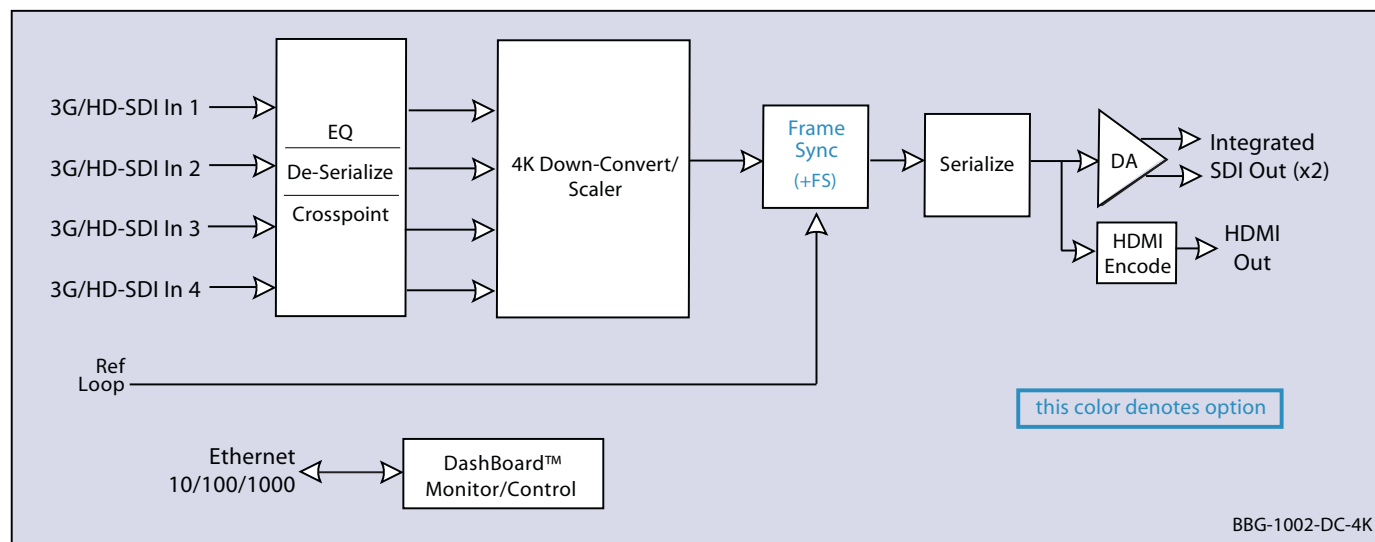 3G/HD-SDI In 1
3G/HD-SDI In 2
3G/HD-SDI In 3
3G/HD-SDI In 4
EQ
De-Serialize
Crosspoint
4K Down-Convert/
Scaler
Frame
Sync
(+FS)
Serialize
DA
Integrated
SDI Out (x2)
HDMI
Encode
HDMI
Out
Ref
Loop
this color denotes option
Ethernet
10/100/1000
DashBoard™
Monitor/Control
BBG-1002-DC-4K